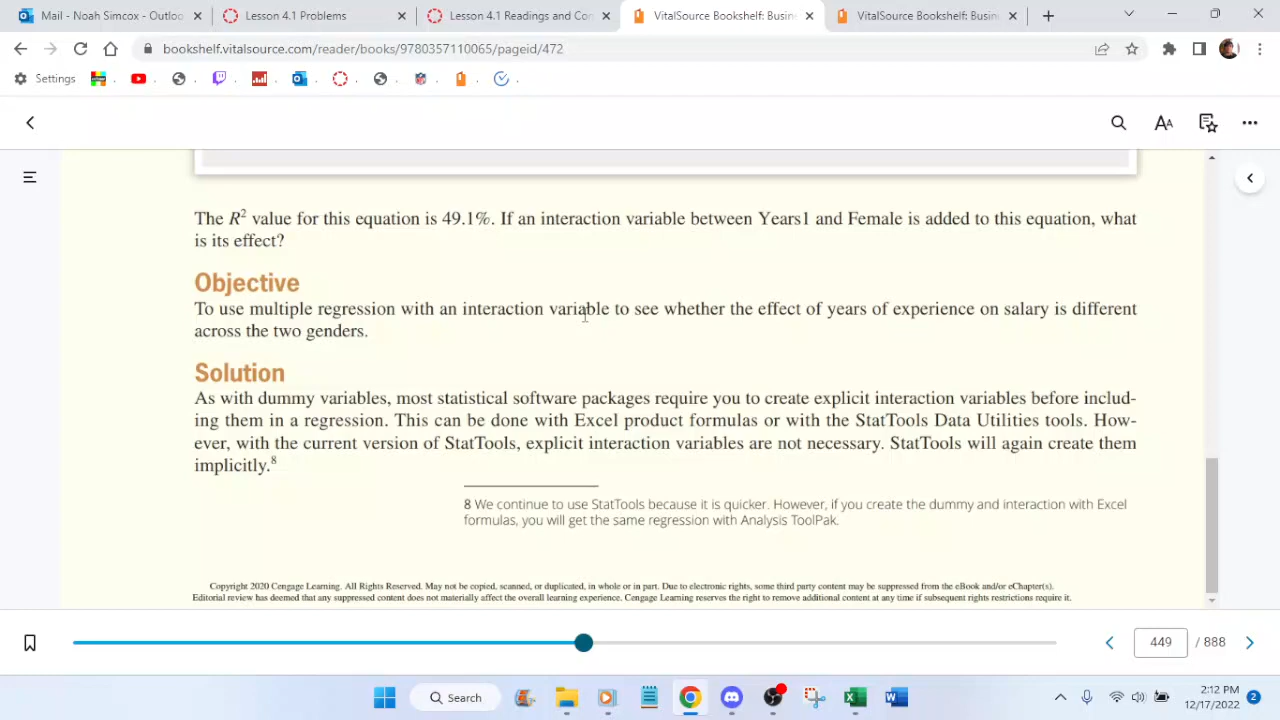 Mail - Noah Simcox - Outloo
Lesson 4.1 Problems
Lesson 4.1 Readings and Con
VitalSource Bookshelf: Busine
VitalSource Bookshelf: Busine
bookshelf.vitalsource.com/reader/books/9780357110065/pageid/472
Settings
The R² value for this equation is 49.1%. If an interaction variable between Years1 and Female is added to this equation, what
is its effect?
Objective
To use multiple regression with an interaction variable to see whether the effect of years of experience on salary is different
across the two genders.
Solution
As with dummy variables, most statistical software packages require you to create explicit interaction variables before includ-
ing them in a regression. This can be done with Excel product formulas or with the StatTools Data Utilities tools. How-
ever, with the current version of StatTools, explicit interaction variables are not necessary. StatTools will again create them
implicitly.⁸
8 We continue to use StatTools because it is quicker. However, if you create the dummy and interaction with Excel
formulas, you will get the same regression with Analysis ToolPak.
Copyright 2020 Cengage Learning. All Rights Reserved. May not be copied, scanned, or duplicated, in whole or in part. Due to electronic rights, some third party content may be suppressed from the eBook and/or eChapter(s).
Editorial review has deemed that any suppressed content does not materially affect the overall learning experience. Cengage Learning reserves the right to remove additional content at any time if subsequent rights restrictions require it.
449 / 888
Search
2:12 PM
12/17/2022
2